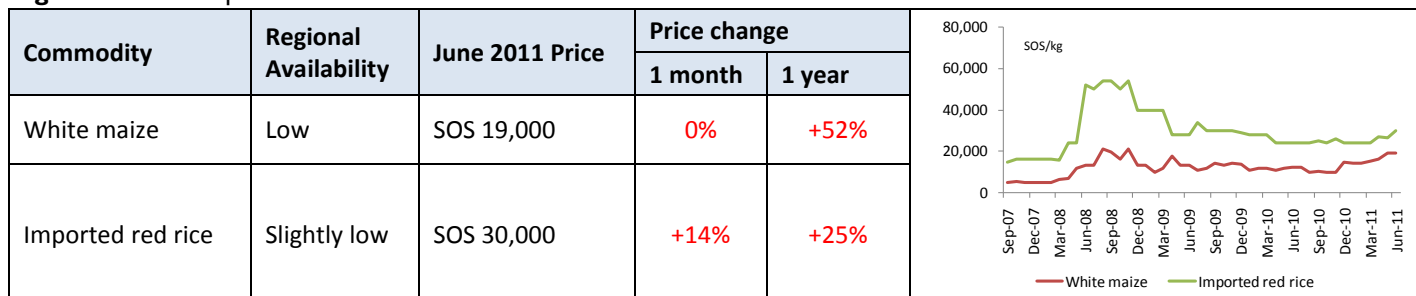 Commodity
Regional
Availability
June 2011 Price
Price change
1 month
1 year
White maize
Low
SOS 19,000
0%
+52%
Imported red rice
Slightly low
SOS 30,000
+14%
+25%
80,000
60,000
40,000
20,000
0
SOS/kg
Sep-07
Dec-07
Mar-08
Jun-08
Sep-08
Dec-08
Mar-09
Jun-09
Sep-09
Dec-09
Mar-10
Jun-10
Sep-10
Dec-10
Mar-11
Jun-11
White maize
Imported red rice